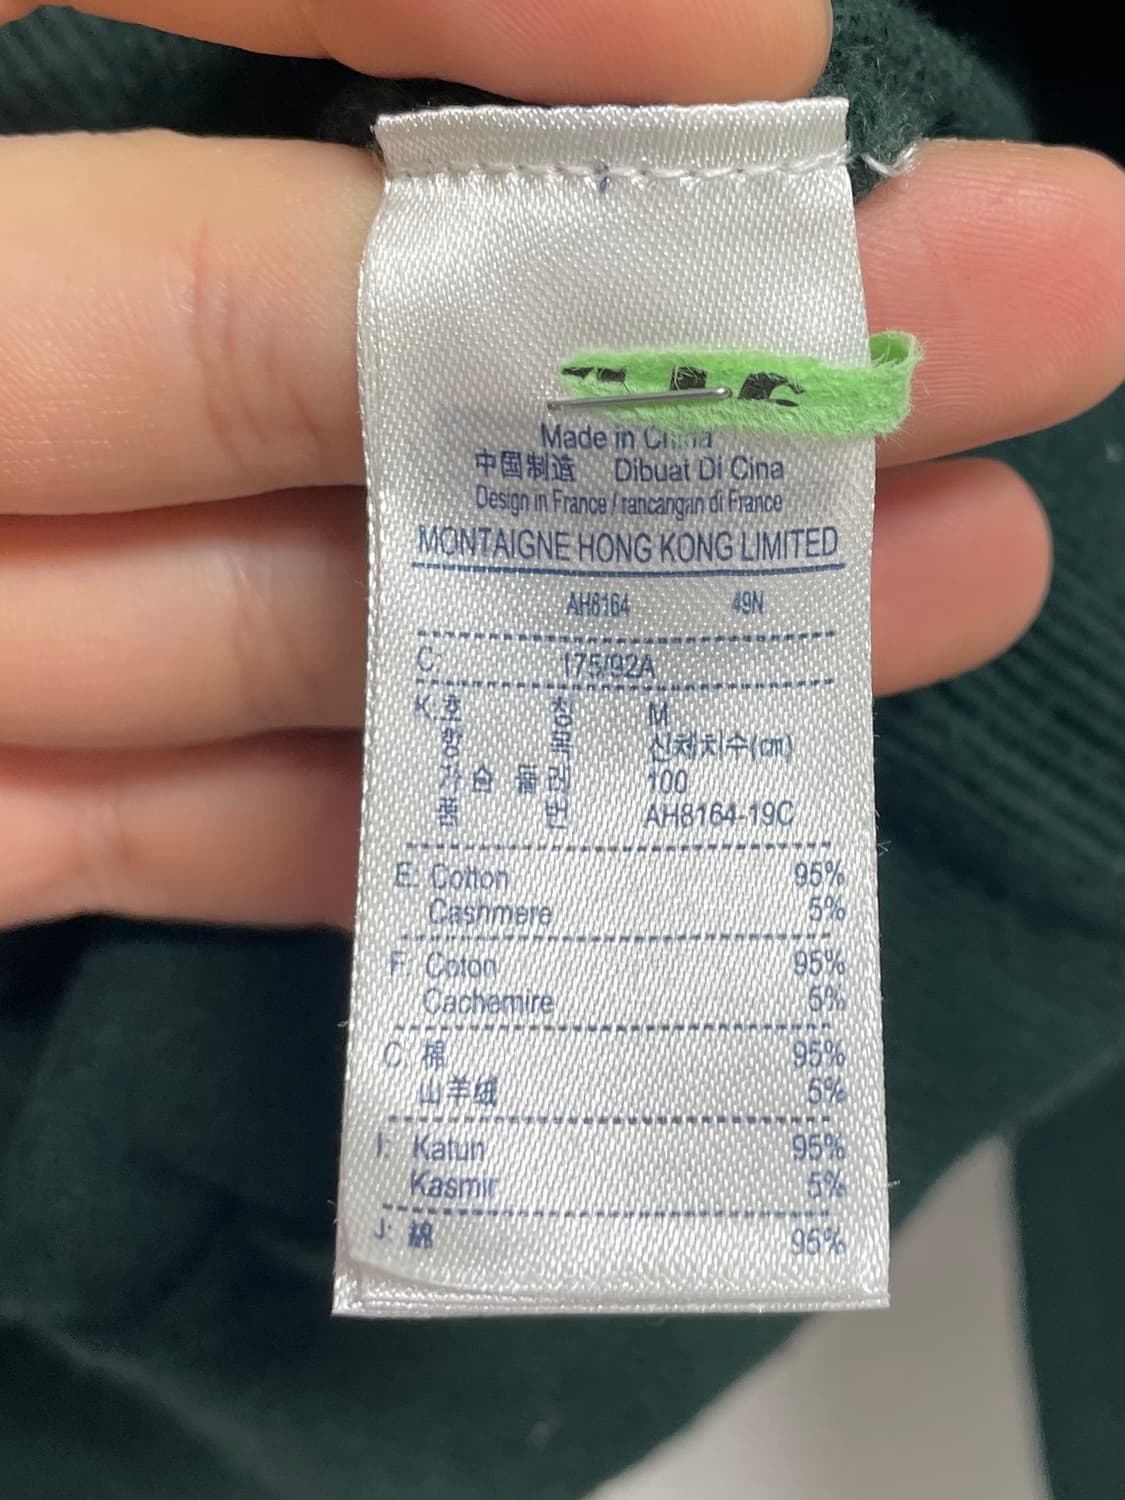 Made in China
中国制造 Dibuat Di Cina
Design in France / rancangan di France
MONTAIGNE HONG KONG LIMITED
AH8164 49N
C: 175/92A
K: 호칭 M
신체치수(cm)
가슴둘레 100
품번 AH8164-19C
E: Cotton 95%
Cashmere 5%
F: Coton 95%
Cachemire 5%
C: 棉 95%
山羊绒 5%
I: Katun 95%
Kasmir 5%
J: 綿 95%